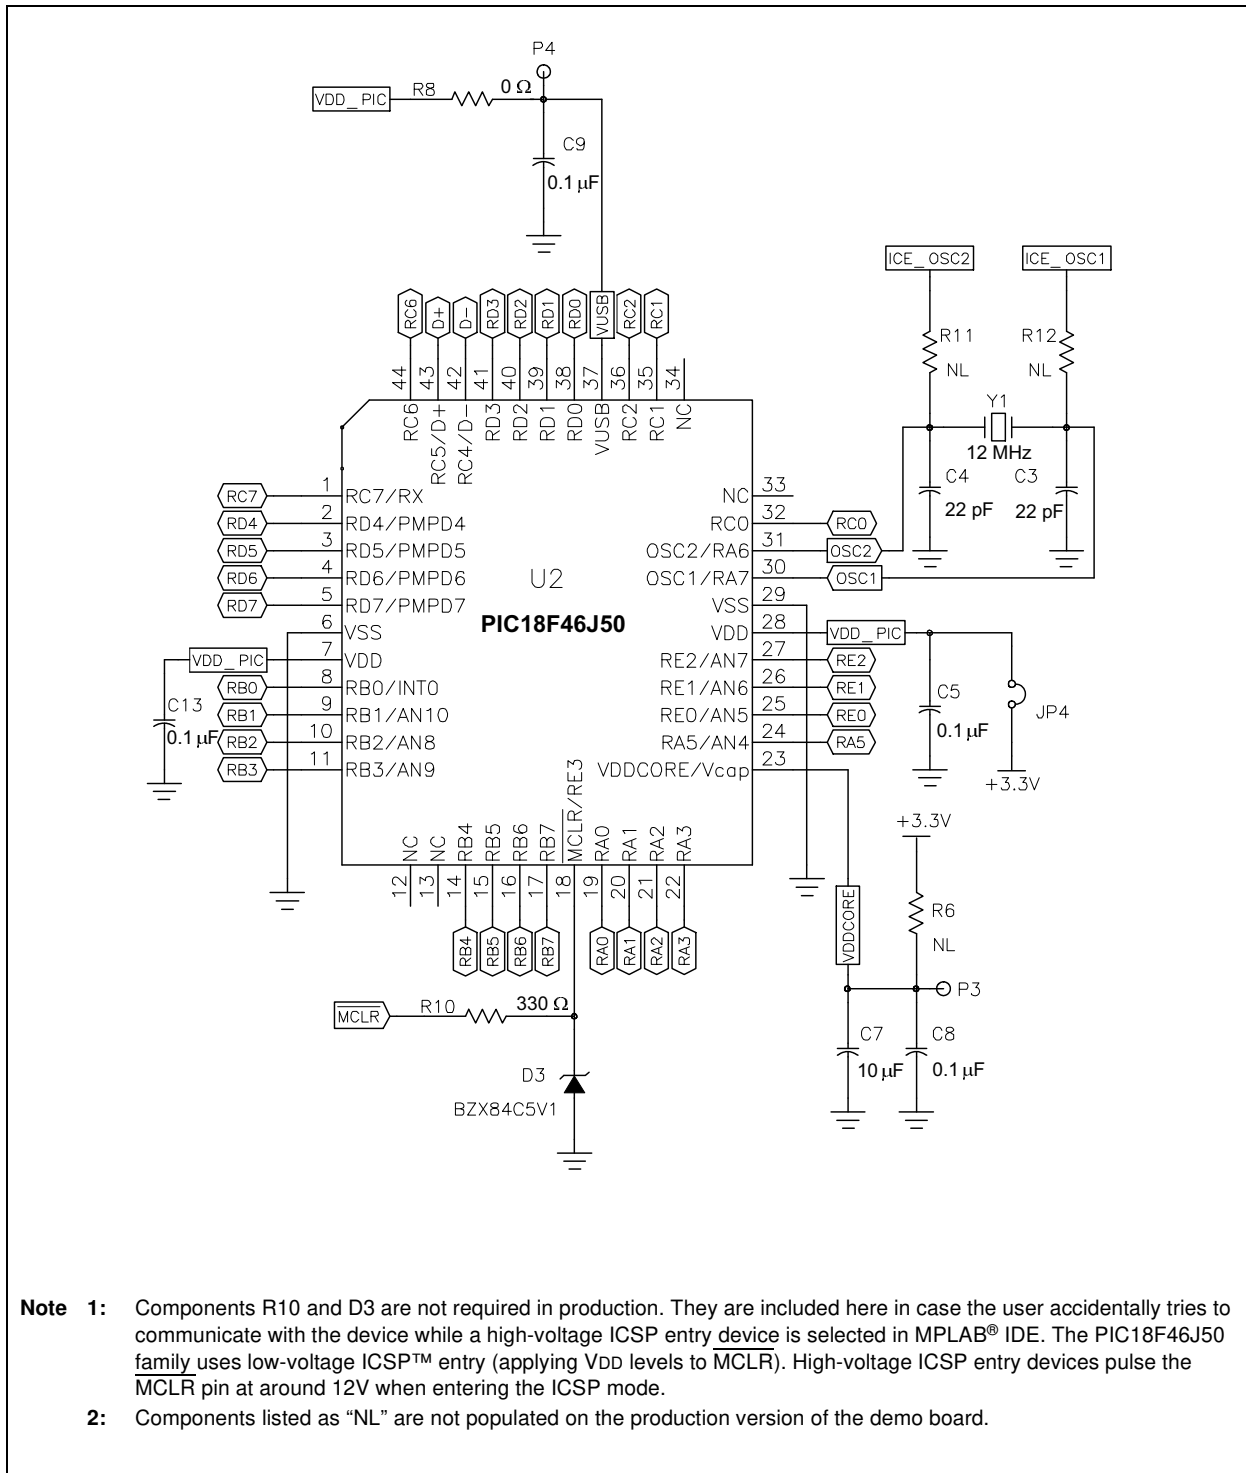 P4
VDD_PIC R8 0 Ω
C9
0.1 µF
ICE_OSC2 ICE_OSC1
R11 R12
NL NL
Y1
12 MHz
C4 C3
22 pF 22 pF
RC6 D+ D- RD3 RD2 RD1 RD0 VUSB RC2 RC1
44 43 42 41 40 39 38 37 36 35 34
RC6 RC5/D+ RC4/D- RD3 RD2 RD1 RD0 VUSB RC2 RC1 NC
RC7 1 RC7/RX
RD4 2 RD4/PMPD4
RD5 3 RD5/PMPD5
RD6 4 RD6/PMPD6
RD7 5 RD7/PMPD7
6 VSS
VDD_PIC 7 VDD
RB0 8 RB0/INT0
RB1 9 RB1/AN10
RB2 10 RB2/AN8
RB3 11 RB3/AN9
C13
0.1 µF
U2
PIC18F46J50
NC 33
RC0 32 RC0
OSC2/RA6 31 OSC2
OSC1/RA7 30 OSC1
VSS 29
VDD 28 VDD_PIC
RE2/AN7 27 RE2
RE1/AN6 26 RE1
RE0/AN5 25 RE0
RA5/AN4 24 RA5
VDDCORE/Vcap 23
C5
0.1 µF
JP4
+3.3V
NC NC RB4 RB5 RB6 RB7 MCLR/RE3 RA0 RA1 RA2 RA3
12 13 14 15 16 17 18 19 20 21 22
RB4 RB5 RB6 RB7 RA0 RA1 RA2 RA3
+3.3V
VDDCORE
R6
NL
P3
C7 C8
10 µF 0.1 µF
MCLR R10 330 Ω
D3
BZX84C5V1
Note 1: Components R10 and D3 are not required in production. They are included here in case the user accidentally tries to
communicate with the device while a high-voltage ICSP entry device is selected in MPLAB® IDE. The PIC18F46J50
family uses low-voltage ICSP™ entry (applying VDD levels to MCLR). High-voltage ICSP entry devices pulse the
MCLR pin at around 12V when entering the ICSP mode.
2: Components listed as “NL” are not populated on the production version of the demo board.